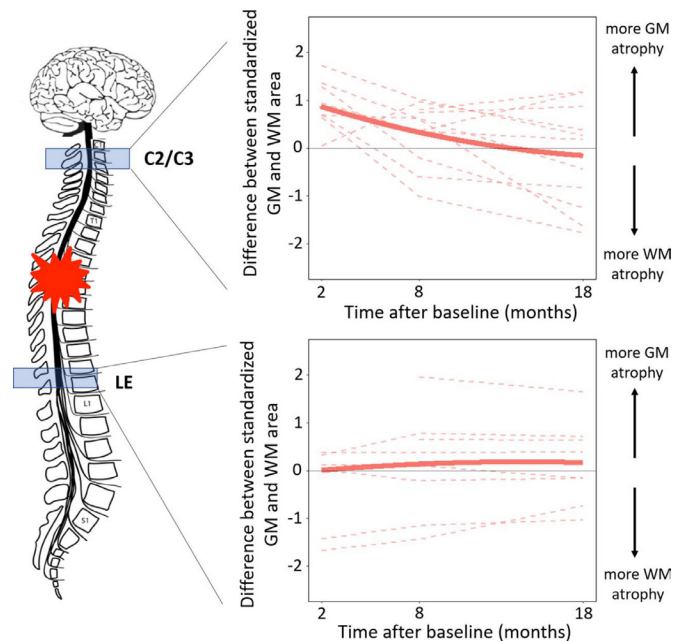 C2/C3
T1
LE
L1
S1
Difference between standardized
GM and WM area
2
1
0
-1
-2
2
8
18
Time after baseline (months)
more GM
atrophy
more WM
atrophy
Difference between standardized
GM and WM area
2
1
0
-1
-2
2
8
18
Time after baseline (months)
more GM
atrophy
more WM
atrophy